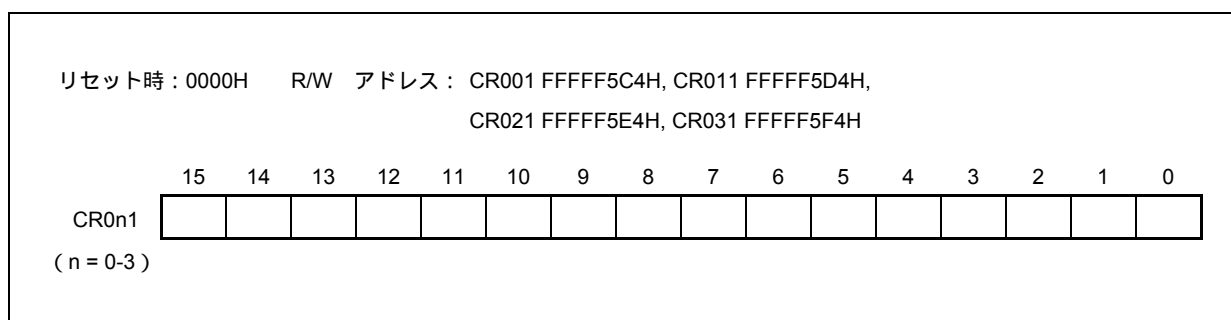 リセット時：0000H R/W アドレス： CR001 FFFFF5C4H, CR011 FFFFF5D4H,
CR021 FFFFF5E4H, CR031 FFFFF5F4H
15 14 13 12 11 10 9 8 7 6 5 4 3 2 1 0
CR0n1
（n = 0-3）